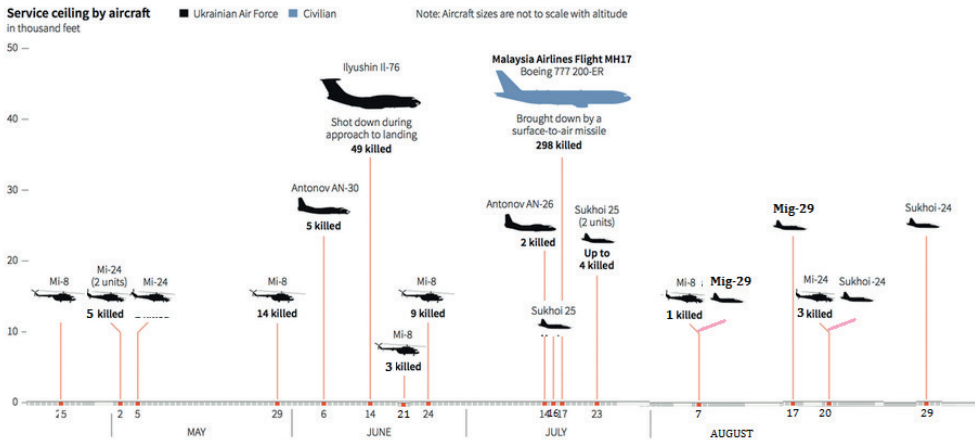 Service ceiling by aircraft
Ukrainian Air Force
Civilian
Note: Aircraft sizes are not to scale with altitude
in thousand feet
50
40
30
20
10
0
Mi-8
Mi-24
(2 units)
5 killed
Mi-24
killed
Mi-8
14 killed
Antonov AN-30
5 killed
Ilyushin Il-76
Shot down during
approach to landing
49 killed
Mi-8
3 killed
Mi-8
9 killed
Antonov AN-26
2 killed
Sukhoi 25
Malaysia Airlines Flight MH17
Boeing 777 200-ER
Brought down by a
surface-to-air missile
298 killed
Sukhoi 25
(2 units)
Up to
4 killed
Mi-8
1 killed
Mig-29
Mig-29
Mi-24
3 killed
Sukhoi-24
Sukhoi-24
25 2 5 29 6 14 21 24 14 16 17 23 7 17 20 29
MAY JUNE JULY AUGUST